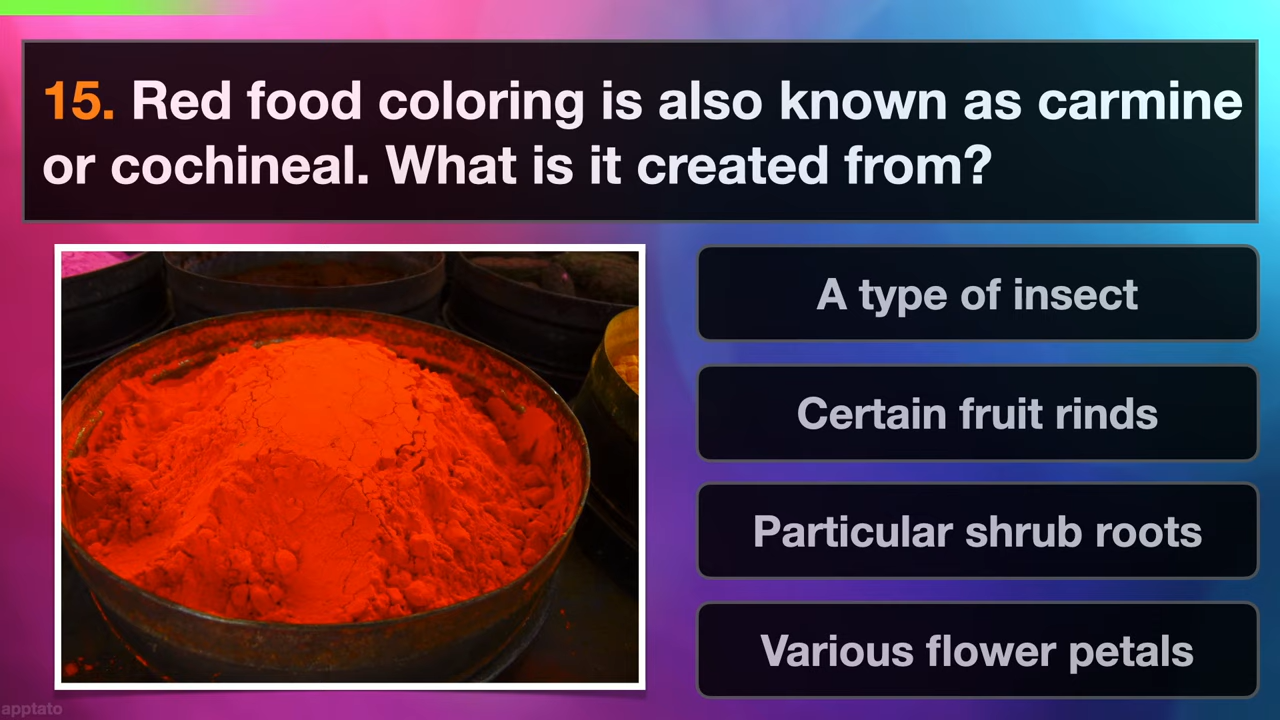 15. Red food coloring is also known as carmine
or cochineal. What is it created from?
A type of insect
Certain fruit rinds
Particular shrub roots
Various flower petals
apptato